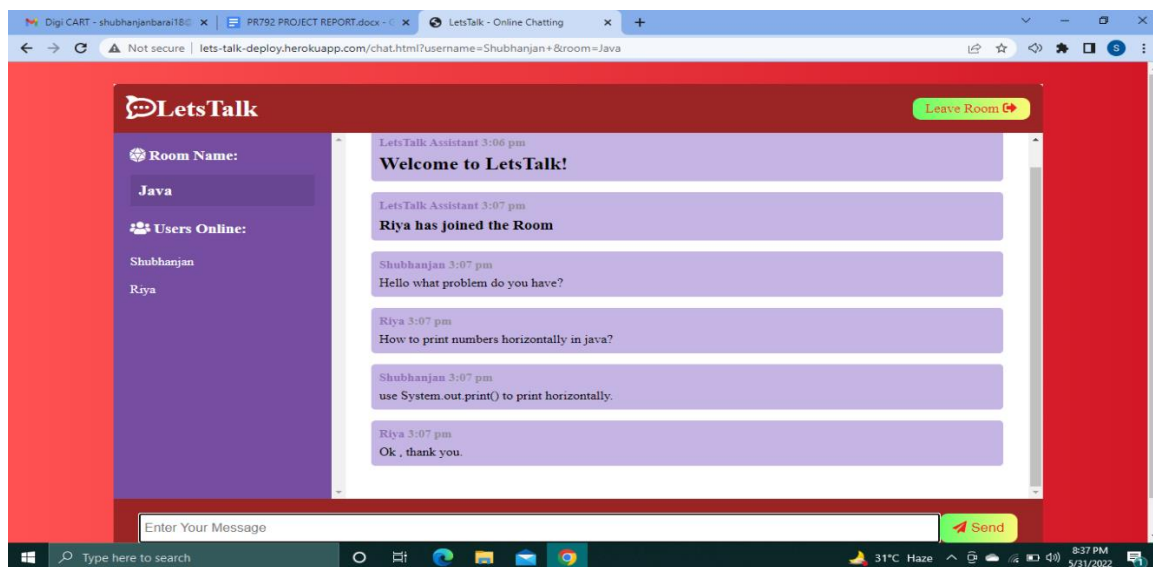 Digi CART - shubhanjanbarai18@
PR792 PROJECT REPORT.docx - G
LetsTalk - Online Chatting
Not secure | lets-talk-deploy.herokuapp.com/chat.html?username=Shubhanjan+&room=Java
S
LetsTalk
Leave Room
Room Name:
Java
Users Online:
Shubhanjan
Riya
LetsTalk Assistant 3:06 pm
Welcome to LetsTalk!
LetsTalk Assistant 3:07 pm
Riya has joined the Room
Shubhanjan 3:07 pm
Hello what problem do you have?
Riya 3:07 pm
How to print numbers horizontally in java?
Shubhanjan 3:07 pm
use System.out.print() to print horizontally.
Riya 3:07 pm
Ok , thank you.
Enter Your Message
Send
Type here to search
31°C Haze
8:37 PM
5/31/2022